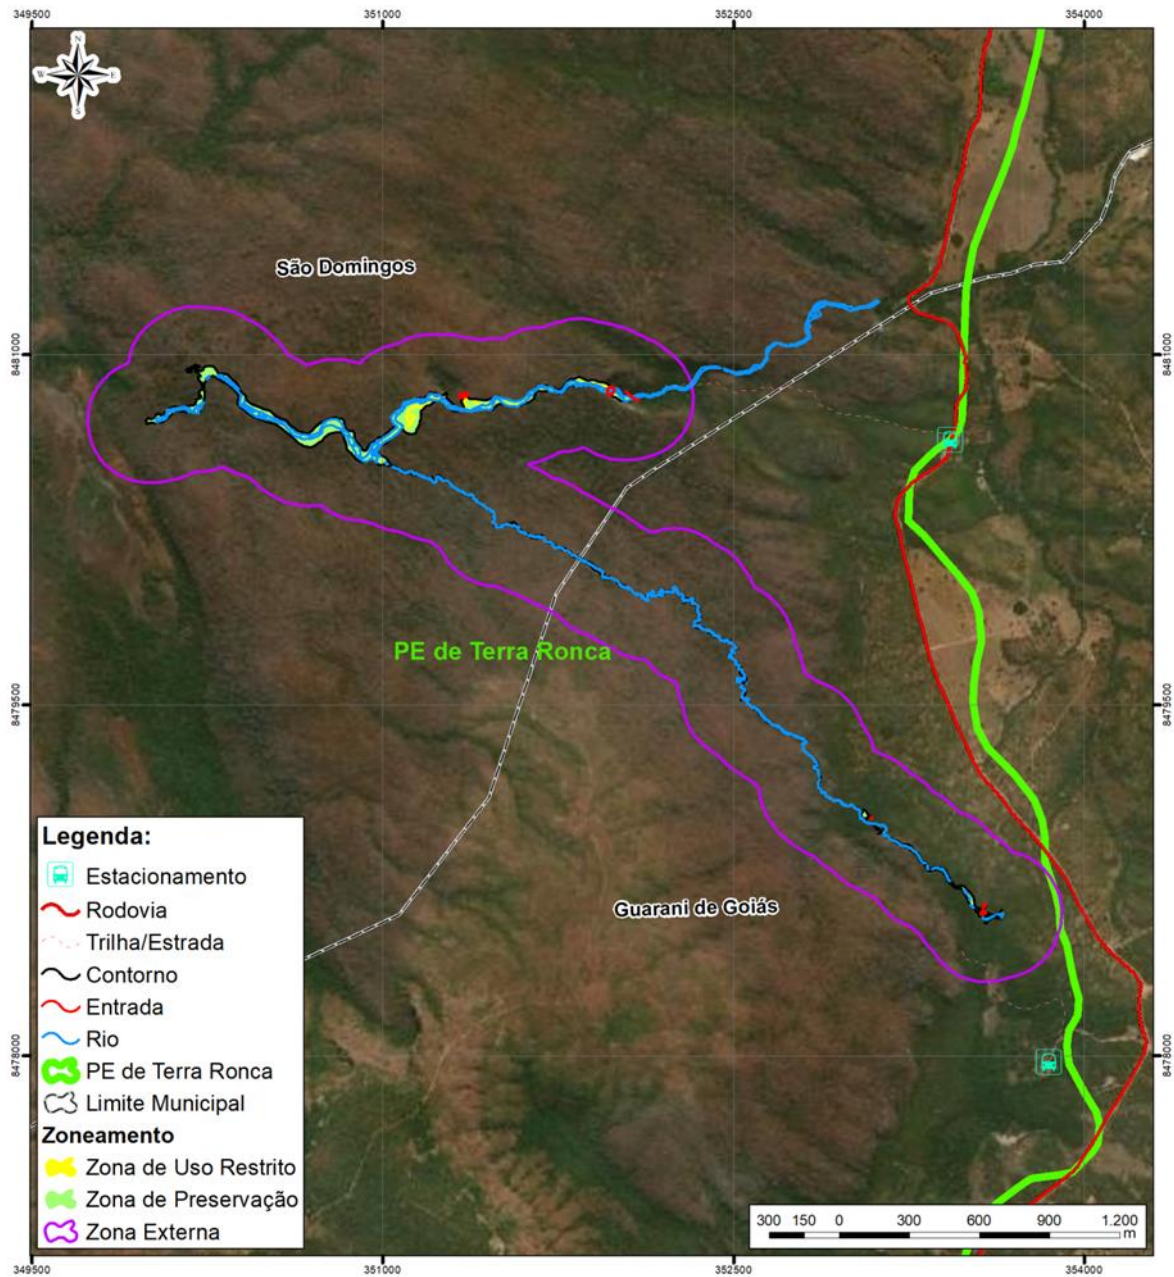 349500 351000 352500 354000
N
W E
S
São Domingos
8481000 8481000
PE de Terra Ronca
8479500 8479500
Guarani de Goiás
Legenda:
Estacionamento
Rodovia
Trilha/Estrada
Contorno
Entrada
Rio
PE de Terra Ronca
Limite Municipal
Zoneamento
Zona de Uso Restrito
Zona de Preservação
Zona Externa
8478000 8478000
300 150 0 300 600 900 1.200
m
349500 351000 352500 354000